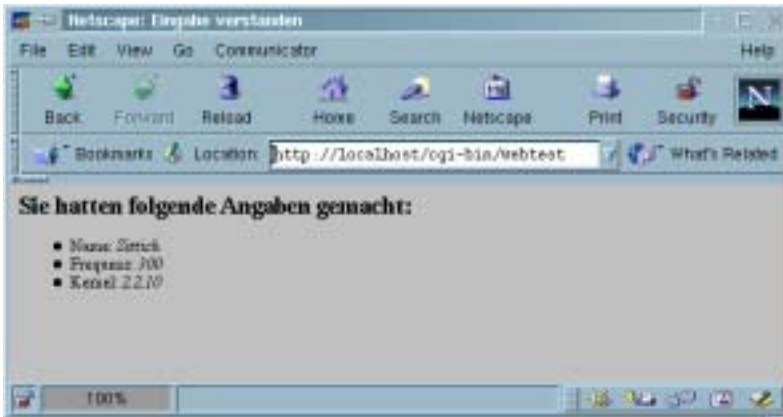 Netscape: Eingabe verstanden
File Edit View Go Communicator Help
Back Forward Reload Home Search Netscape Print Security
Bookmarks Location: http://localhost/cgi-bin/webtest What's Related
Sie hatten folgende Angaben gemacht:
Name: Sittich
Frequenz: 300
Kernel: 2.2.10
100%